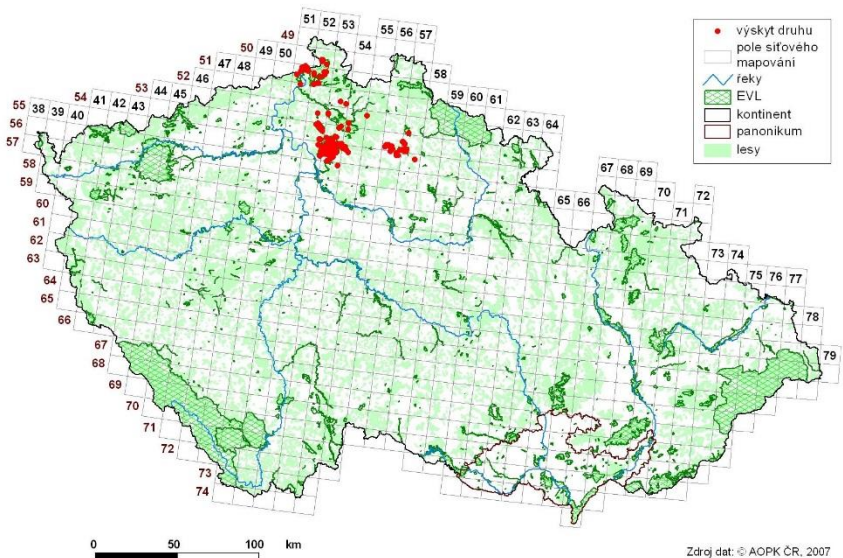 51 52 53
55 56 57
49
50
49 50
54
51
47 48
58
52
46
59 60 61
53
44 45
62 63 64
54
41 42 43
55
38 39 40
56
57
58
59
60
61
62
63
64
65
66
67
68
69
70
71
72
73
74
65 66
67 68 69
70
71
72
73 74
75 76 77
78
79
výskyt druhu
pole síťového
mapování
řeky
EVL
kontinent
panonikum
lesy
0 50 100 km
Zdroj dat: © AOPK ČR, 2007